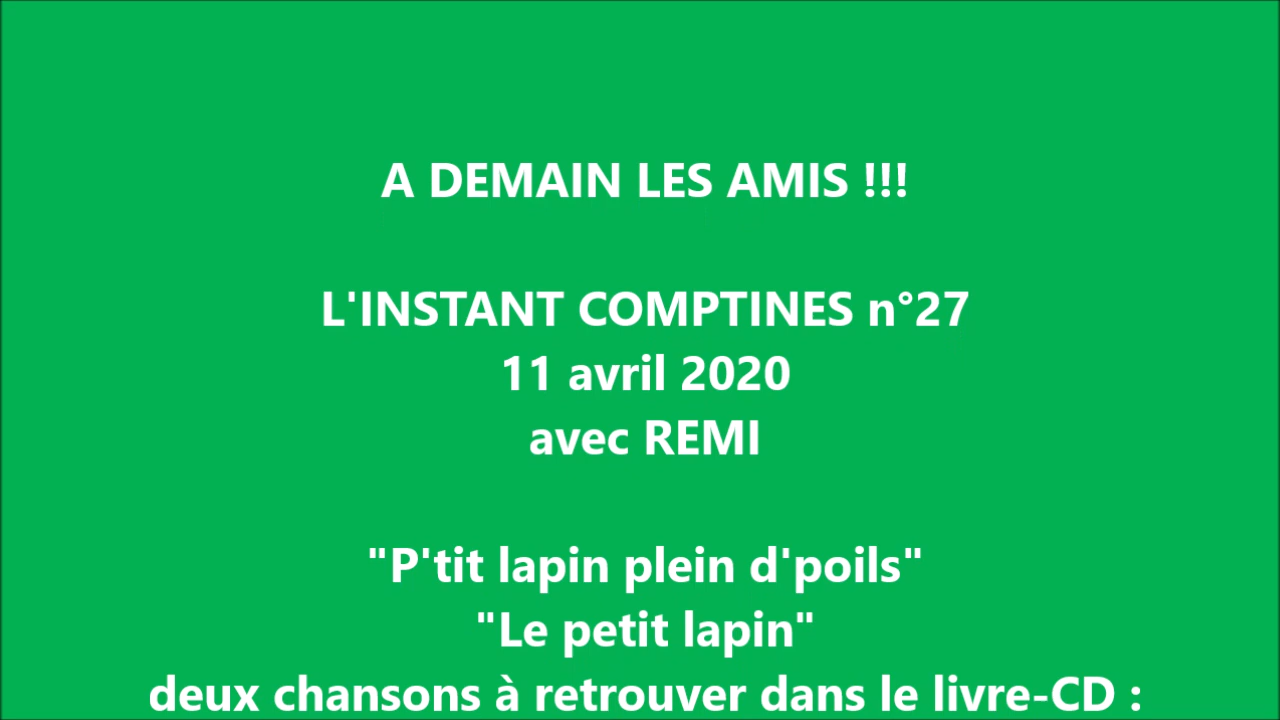 A DEMAIN LES AMIS !!!
L'INSTANT COMPTINES n°27
11 avril 2020
avec REMI
"P'tit lapin plein d'poils"
"Le petit lapin"
deux chansons à retrouver dans le livre-CD :